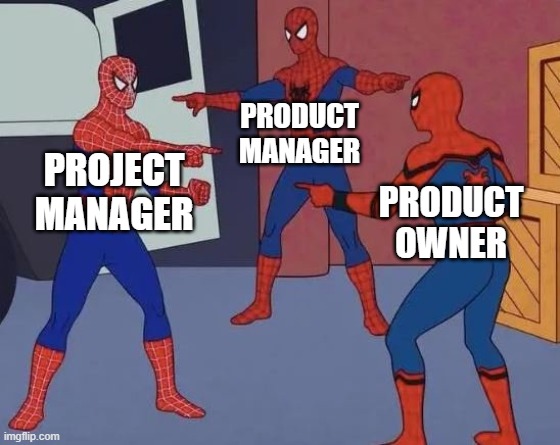 PRODUCT
MANAGER
PROJECT
MANAGER
PRODUCT
OWNER
imgflip.com